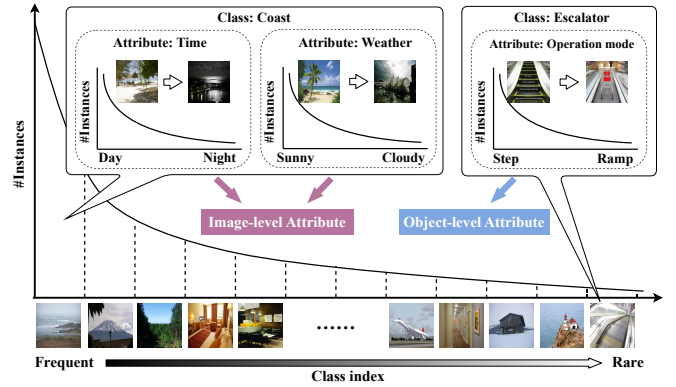 Class: Coast
Attribute: Time
#Instances
Day
Night
Attribute: Weather
#Instances
Sunny
Cloudy
Class: Escalator
Attribute: Operation mode
#Instances
Step
Ramp
#Instances
Image-level Attribute
Object-level Attribute
......
Frequent
Rare
Class index